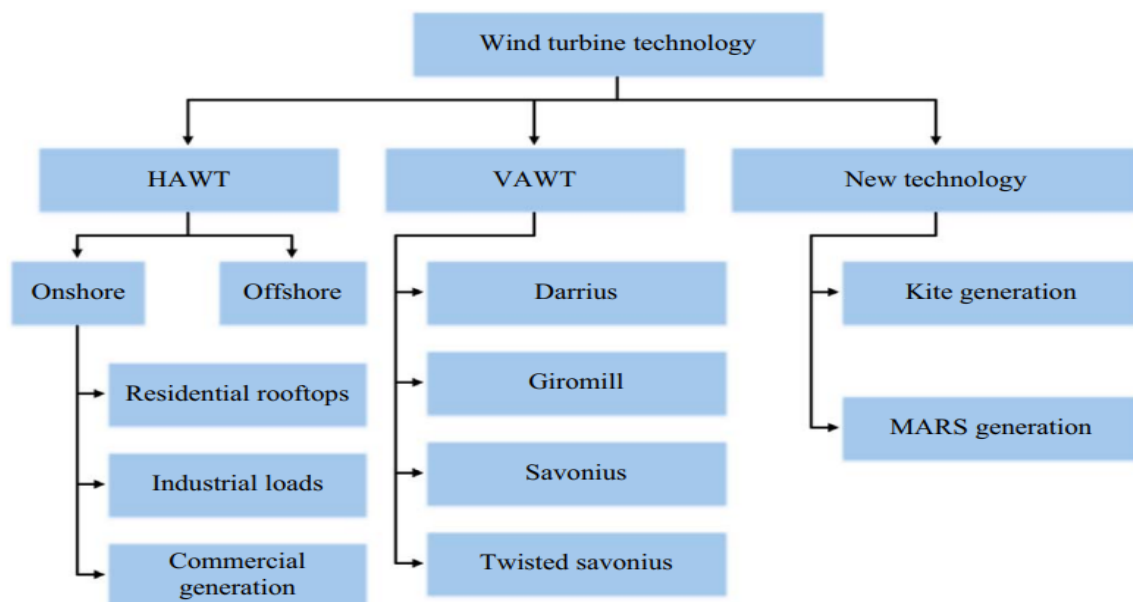 Wind turbine technology
HAWT
VAWT
New technology
Onshore
Offshore
Darrius
Kite generation
Residential rooftops
Giromill
MARS generation
Industrial loads
Savonius
Commercial
generation
Twisted savonius